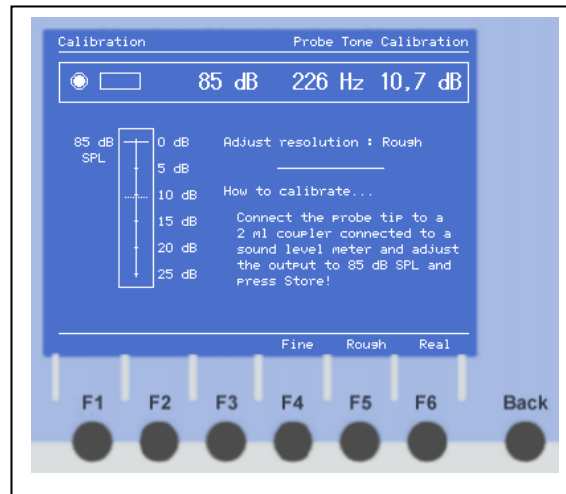 Calibration Probe Tone Calibration
85 dB 226 Hz 10,7 dB
85 dB SPL
0 dB
5 dB
10 dB
15 dB
20 dB
25 dB
Adjust resolution : Rough
How to calibrate...
Connect the probe tip to a
2 ml coupler connected to a
sound level meter and adjust
the output to 85 dB SPL and
press Store!
Fine Rough Real
F1 F2 F3 F4 F5 F6 Back